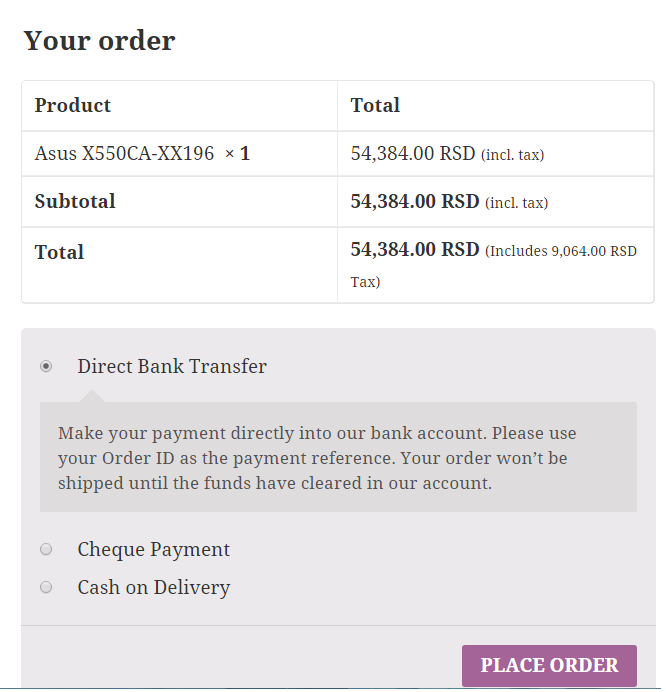 Your order
Product Total
Asus X550CA-XX196 × 1 54,384.00 RSD (incl. tax)
Subtotal 54,384.00 RSD (incl. tax)
Total 54,384.00 RSD (Includes 9,064.00 RSD
Tax)
Direct Bank Transfer
Make your payment directly into our bank account. Please use
your Order ID as the payment reference. Your order won’t be
shipped until the funds have cleared in our account.
Cheque Payment
Cash on Delivery
PLACE ORDER